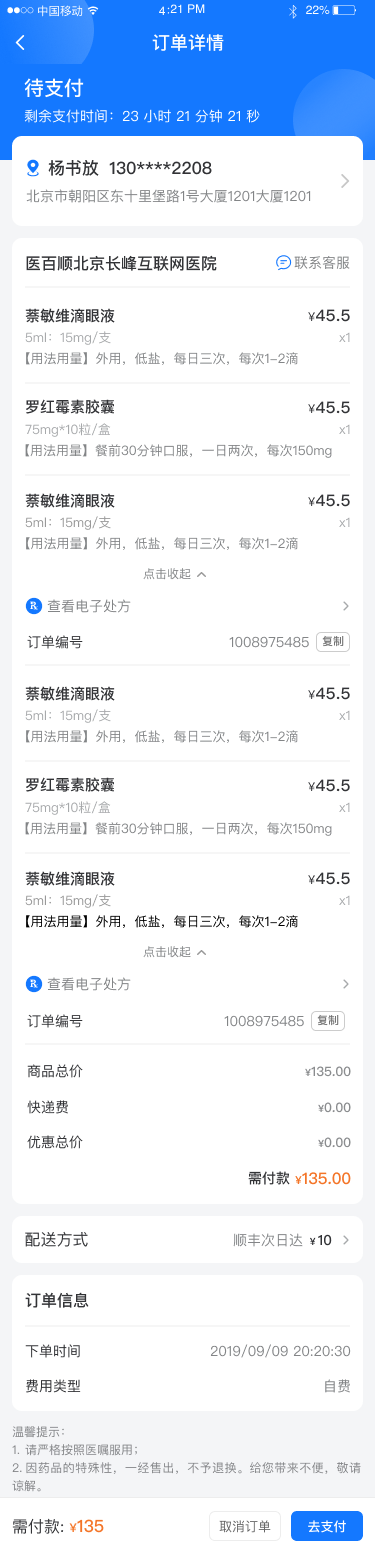 中国移动 4:21 PM 22%
订单详情
待支付
剩余支付时间：23 小时 21 分钟 21 秒
杨书放 130****2208
北京市朝阳区东十里堡路1号大厦1201大厦1201
医百顺北京长峰互联网医院 联系客服
萘敏维滴眼液 ¥45.5
5ml：15mg/支 x1
【用法用量】外用，低盐，每日三次，每次1-2滴
罗红霉素胶囊 ¥45.5
75mg*10粒/盒 x1
【用法用量】餐前30分钟口服，一日两次，每次150mg
萘敏维滴眼液 ¥45.5
5ml：15mg/支 x1
【用法用量】外用，低盐，每日三次，每次1-2滴
点击收起
R 查看电子处方
订单编号 1008975485 复制
萘敏维滴眼液 ¥45.5
5ml：15mg/支 x1
【用法用量】外用，低盐，每日三次，每次1-2滴
罗红霉素胶囊 ¥45.5
75mg*10粒/盒 x1
【用法用量】餐前30分钟口服，一日两次，每次150mg
萘敏维滴眼液 ¥45.5
5ml：15mg/支 x1
【用法用量】外用，低盐，每日三次，每次1-2滴
点击收起
R 查看电子处方
订单编号 1008975485 复制
商品总价 ¥135.00
快递费 ¥0.00
优惠总价 ¥0.00
需付款 ¥135.00
配送方式 顺丰次日达 ¥10
订单信息
下单时间 2019/09/09 20:20:30
费用类型 自费
温馨提示：
1. 请严格按照医嘱服用；
2. 因药品的特殊性，一经售出，不予退换。给您带来不便，敬请
谅解。
需付款: ¥135 取消订单 去支付